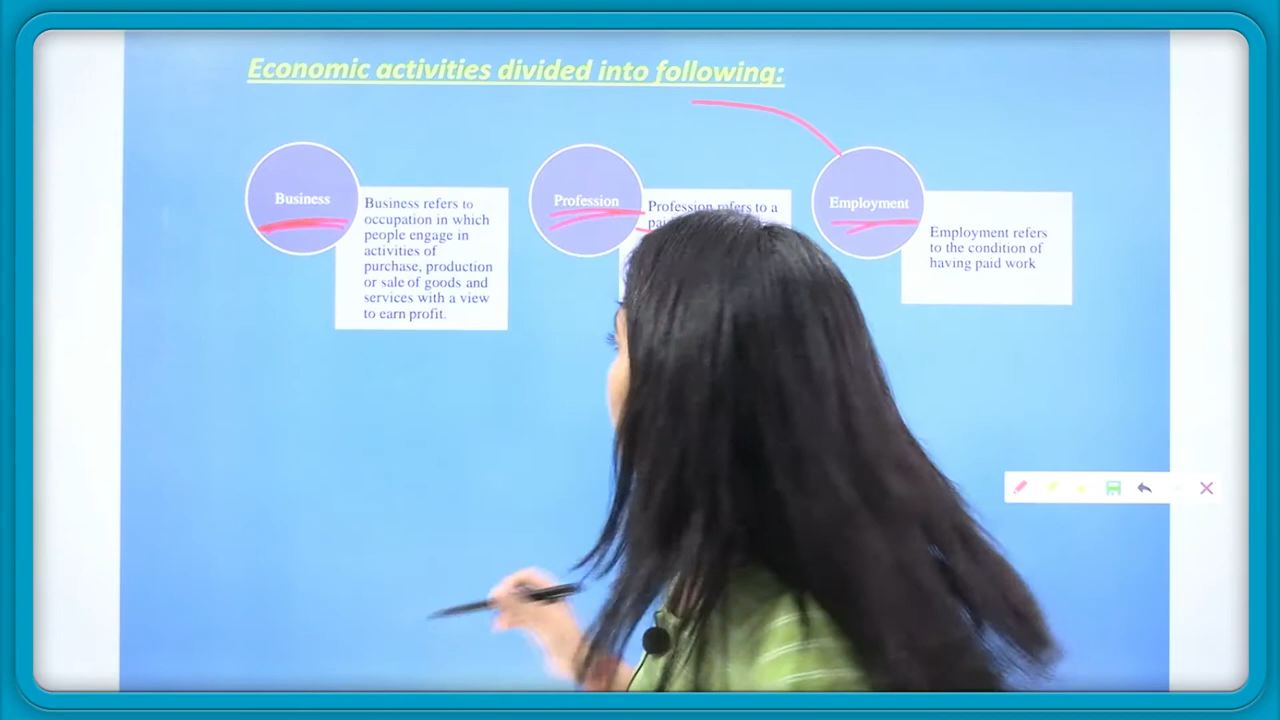 Economic activities divided into following:
Business
Business refers to
occupation in which
people engage in
activities of
purchase, production
or sale of goods and
services with a view
to earn profit.
Profession
Profession refers to a
Employment
Employment refers
to the condition of
having paid work